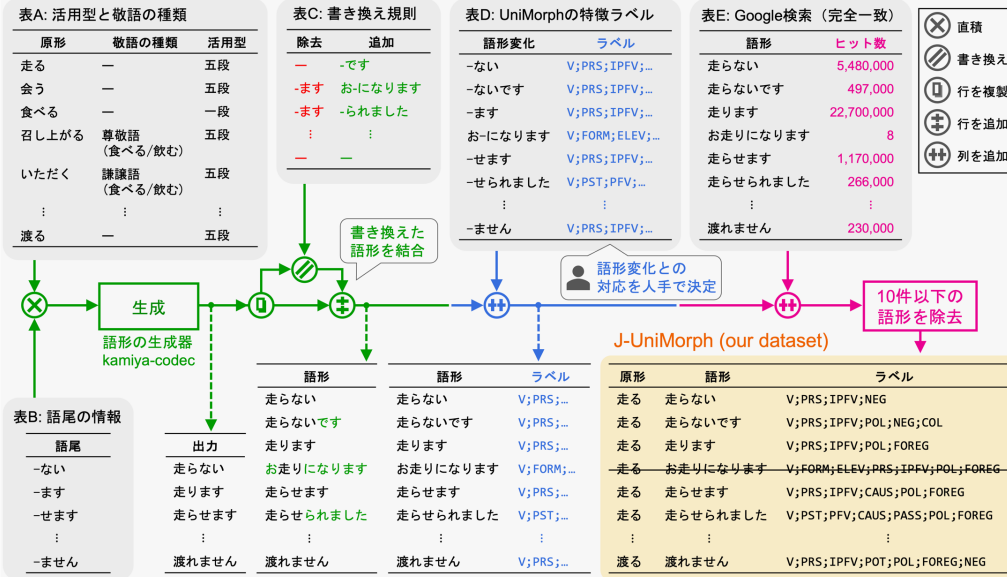 表A: 活用型と敬語の種類
原形 敬語の種類 活用型
走る — 五段
会う — 五段
食べる — 一段
召し上がる 尊敬語 五段
(食べる/飲む)
いただく 謙譲語 五段
(食べる/飲む)
⋮ ⋮ ⋮
渡る — 五段
表C: 書き換え規則
除去 追加
— -です
-ます お-になります
-ます -られました
⋮ ⋮
— —
表D: UniMorphの特徴ラベル
語形変化 ラベル
-ない V;PRS;IPFV;…
-ないです V;PRS;IPFV;…
-ます V;PRS;IPFV;…
お-になります V;FORM;ELEV;…
-せます V;PRS;IPFV;…
-せられました V;PST;PFV;…
⋮ ⋮
-ません V;PRS;IPFV;…
表E: Google検索（完全一致）
語形 ヒット数
走らない 5,480,000
走らないです 497,000
走ります 22,700,000
お走りになります 8
走らせます 1,170,000
走らせられました 266,000
⋮ ⋮
渡れません 230,000
直積
書き換え
行を複製
行を追加
列を追加
書き換えた
語形を結合
語形変化との
対応を人手で決定
生成
語形の生成器
kamiya-codec
10件以下の
語形を除去
J-UniMorph (our dataset)
表B: 語尾の情報
語尾
-ない
-ます
-せます
⋮
-ません
出力
走らない
走ります
走らせます
⋮
渡れません
語形
走らない
走らないです
走ります
お走りになります
走らせます
走らせられました
⋮
渡れません
語形 ラベル
走らない V;PRS;…
走らないです V;PRS;…
走ります V;PRS;…
お走りになります V;FORM;…
走らせます V;PRS;…
走らせられました V;PST;…
⋮ ⋮
渡れません V;PRS;…
原形 語形 ラベル
走る 走らない V;PRS;IPFV;NEG
走る 走らないです V;PRS;IPFV;POL;NEG;COL
走る 走ります V;PRS;IPFV;POL;FOREG
走る お走りになります V;FORM;ELEV;PRS;IPFV;POL;FOREG
走る 走らせます V;PRS;IPFV;CAUS;POL;FOREG
走る 走らせられました V;PST;PFV;CAUS;PASS;POL;FOREG
⋮ ⋮ ⋮
渡る 渡れません V;PRS;IPFV;POT;POL;FOREG;NEG